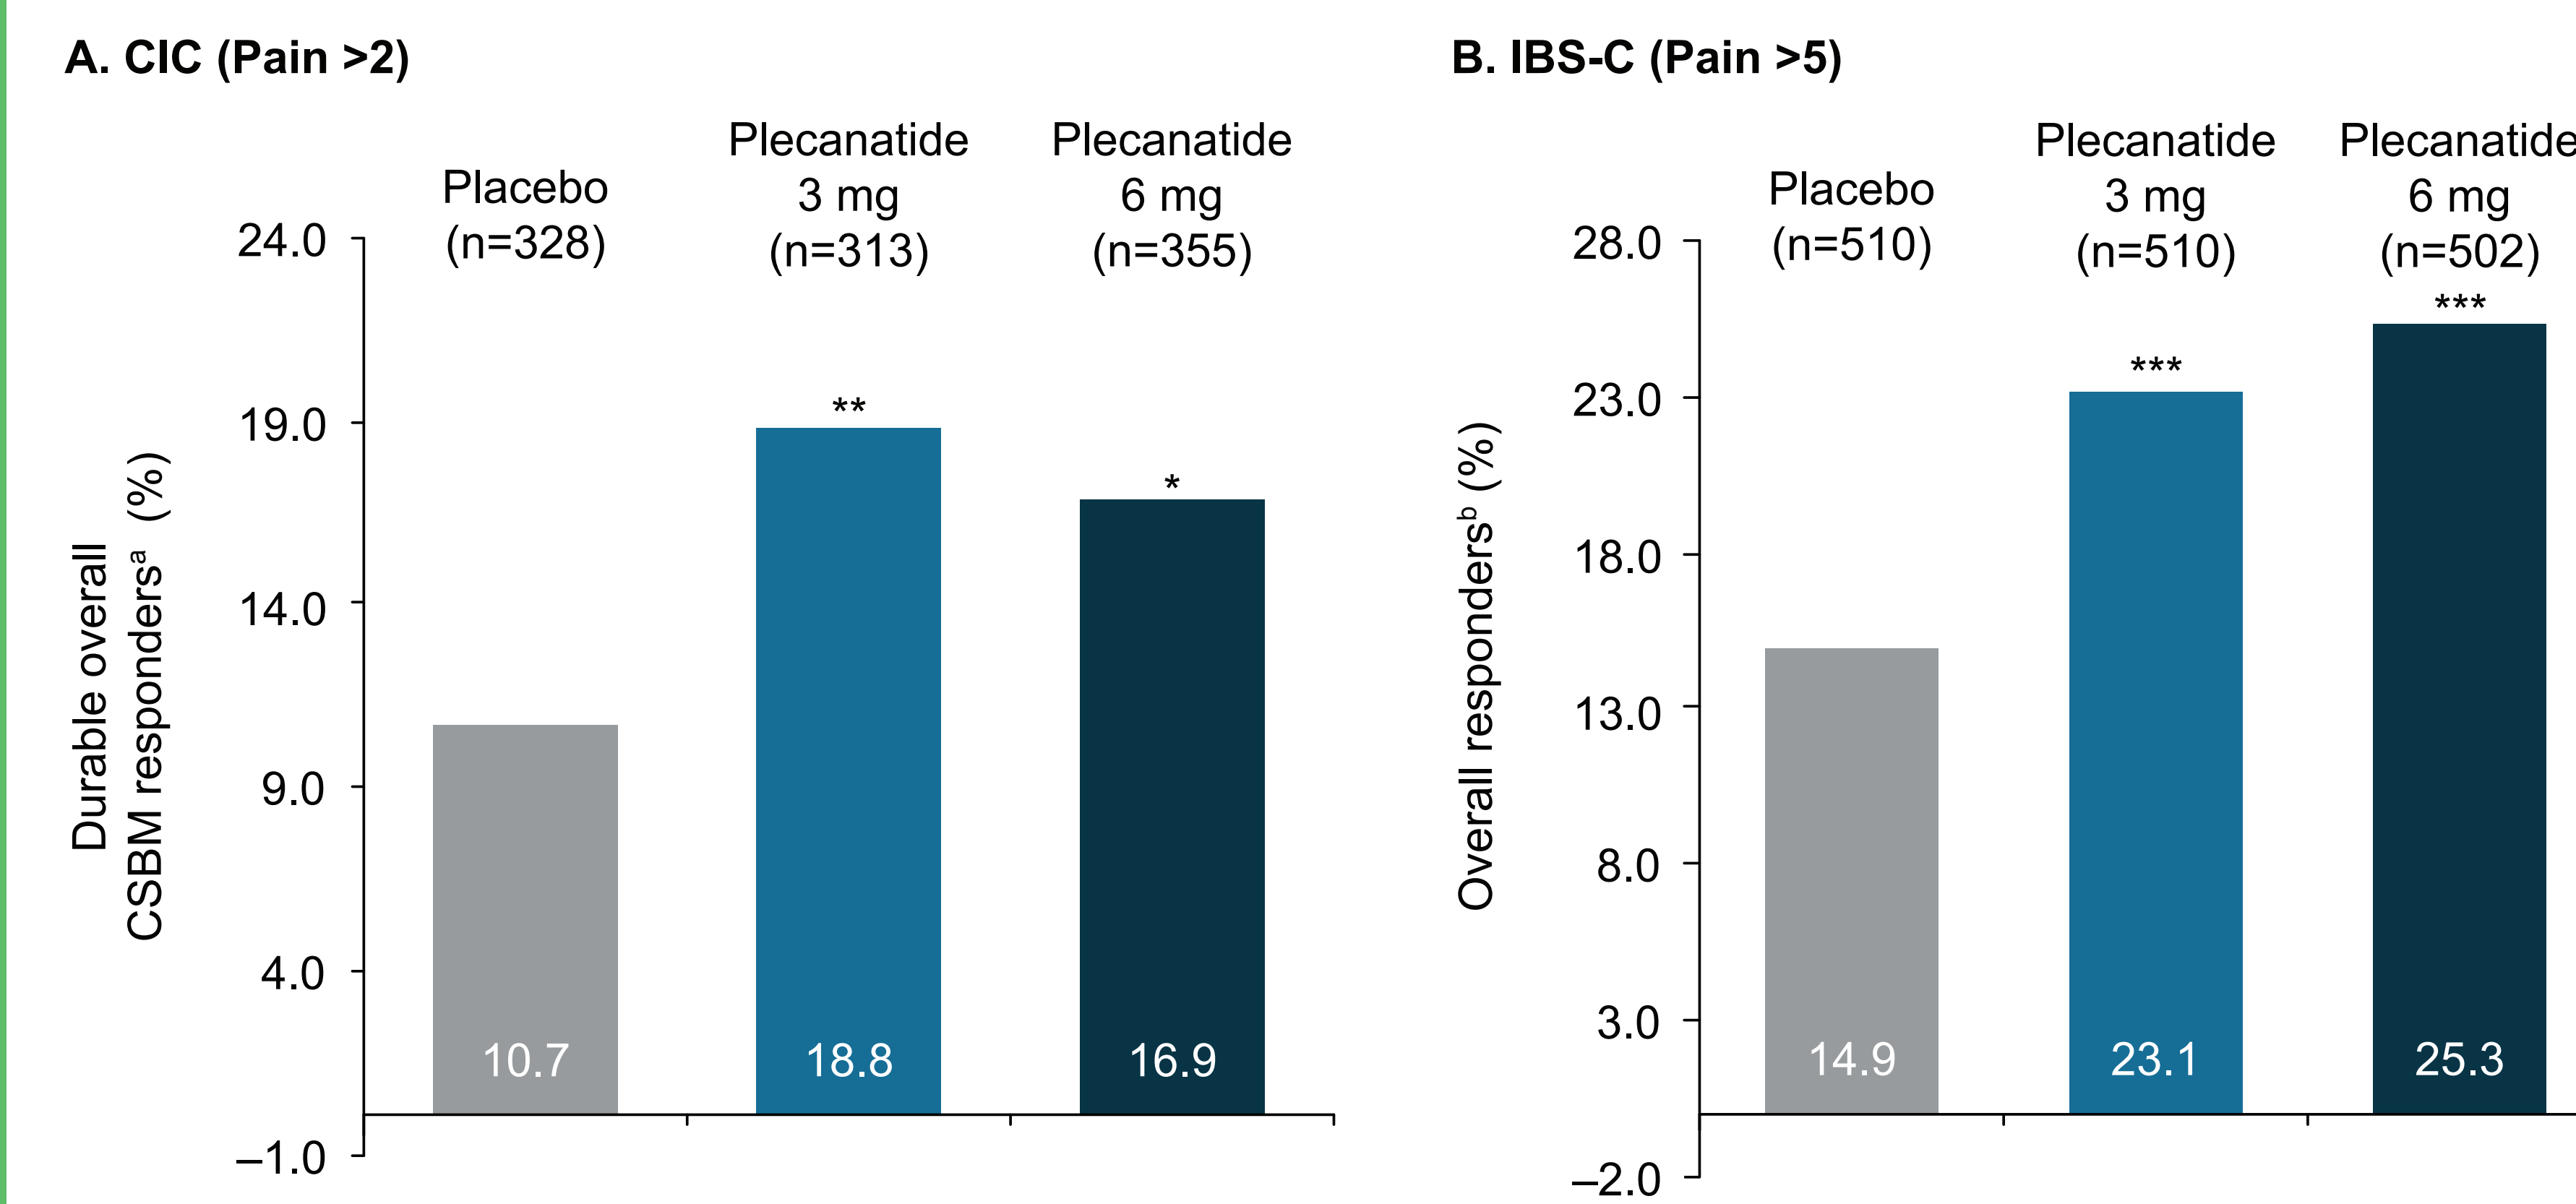 A. CIC (Pain >2)
Durable overall
CSBM respondersᵃ (%)
24.0
19.0
14.0
9.0
4.0
–1.0
Placebo
(n=328)
Plecanatide
3 mg
(n=313)
Plecanatide
6 mg
(n=355)
**
*
10.7
18.8
16.9
B. IBS-C (Pain >5)
Overall respondersᵇ (%)
28.0
23.0
18.0
13.0
8.0
3.0
–2.0
Placebo
(n=510)
Plecanatide
3 mg
(n=510)
Plecanatide
6 mg
(n=502)
***
***
14.9
23.1
25.3